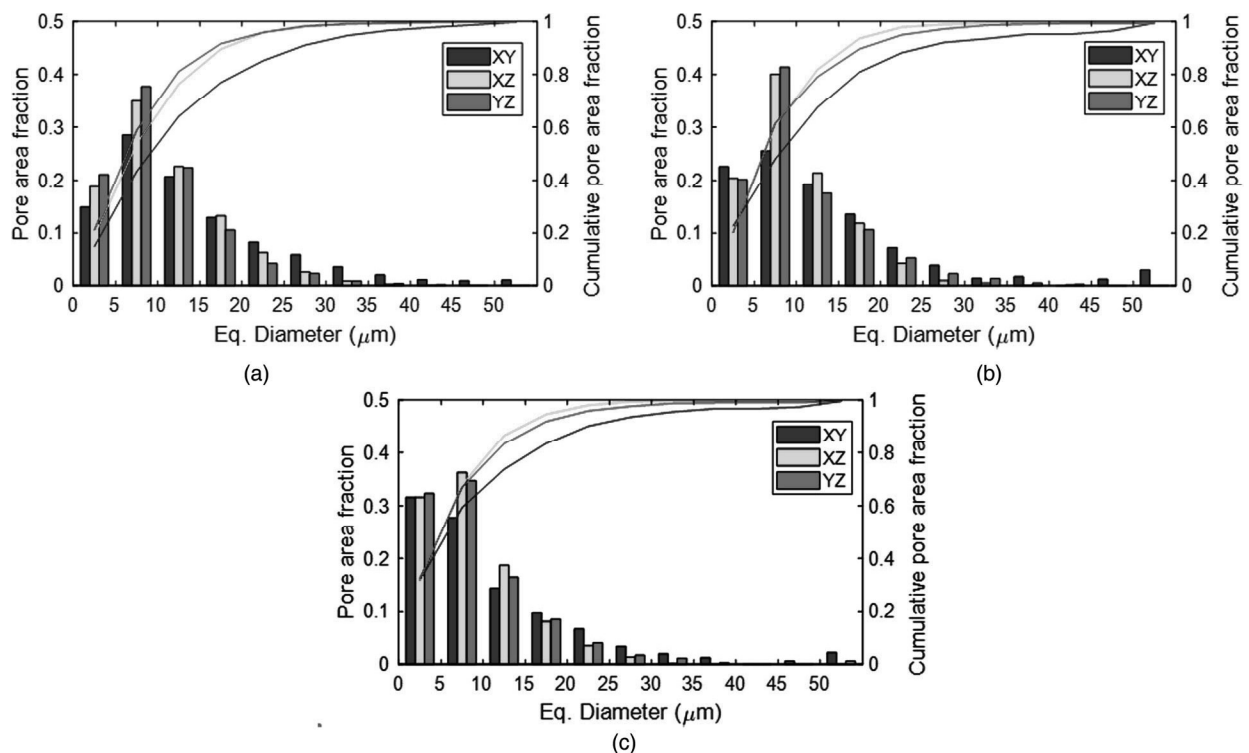 0.5
0.4
0.3
0.2
0.1
0
Pore area fraction
1
0.8
0.6
0.4
0.2
0
Cumulative pore area fraction
XY
XZ
YZ
0 5 10 15 20 25 30 35 40 45 50
Eq. Diameter (μm)
(a)
0.5
0.4
0.3
0.2
0.1
0
Pore area fraction
1
0.8
0.6
0.4
0.2
0
Cumulative pore area fraction
XY
XZ
YZ
0 5 10 15 20 25 30 35 40 45 50
Eq. Diameter (μm)
(b)
0.5
0.4
0.3
0.2
0.1
0
Pore area fraction
1
0.8
0.6
0.4
0.2
0
Cumulative pore area fraction
XY
XZ
YZ
0 5 10 15 20 25 30 35 40 45 50
Eq. Diameter (μm)
(c)